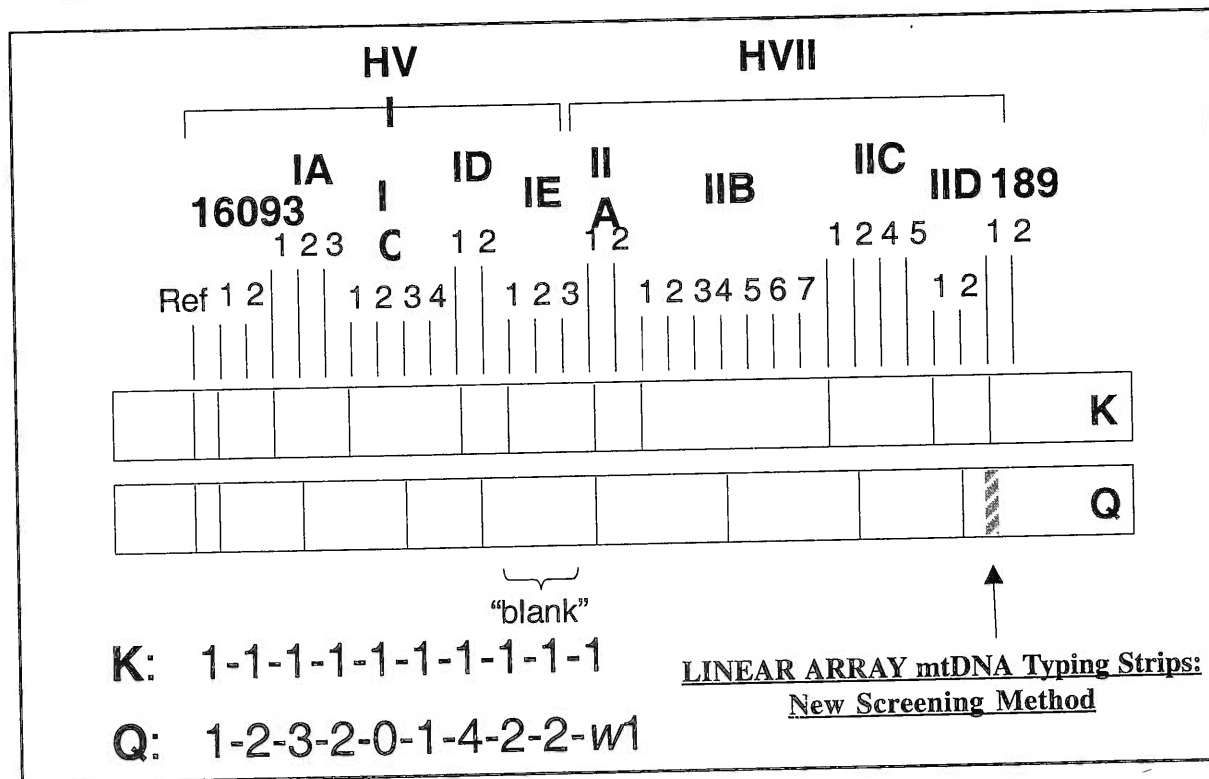 HV HVII
I
IA I C ID IE II A IIB IIC IID 189
16093
1 2 3 1 2 1 2 1 2 4 5 1 2
Ref 1 2 1 2 3 4 1 2 3 1 2 3 4 5 6 7 1 2
K
Q
“blank”
K: 1-1-1-1-1-1-1-1-1-1
LINEAR ARRAY mtDNA Typing Strips:
New Screening Method
Q: 1-2-3-2-0-1-4-2-2-w1